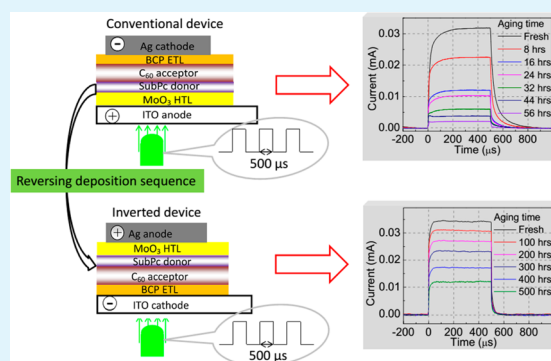 Conventional device
Ag cathode
BCP ETL
C60 acceptor
SubPc donor
MoO3 HTL
ITO anode
500 µs
Reversing deposition sequence
Inverted device
Ag anode
MoO3 HTL
SubPc donor
C60 acceptor
BCP ETL
ITO cathode
500 µs
Current (mA)
0.03
0.02
0.01
0.00
Aging time
Fresh
8 hrs
16 hrs
24 hrs
32 hrs
44 hrs
56 hrs
-200 0 200 400 600 800
Time (µs)
Current (mA)
0.04
0.03
0.02
0.01
0.00
Aging time
Fresh
100 hrs
200 hrs
300 hrs
400 hrs
500 hrs
-200 0 200 400 600 800
Time (µs)